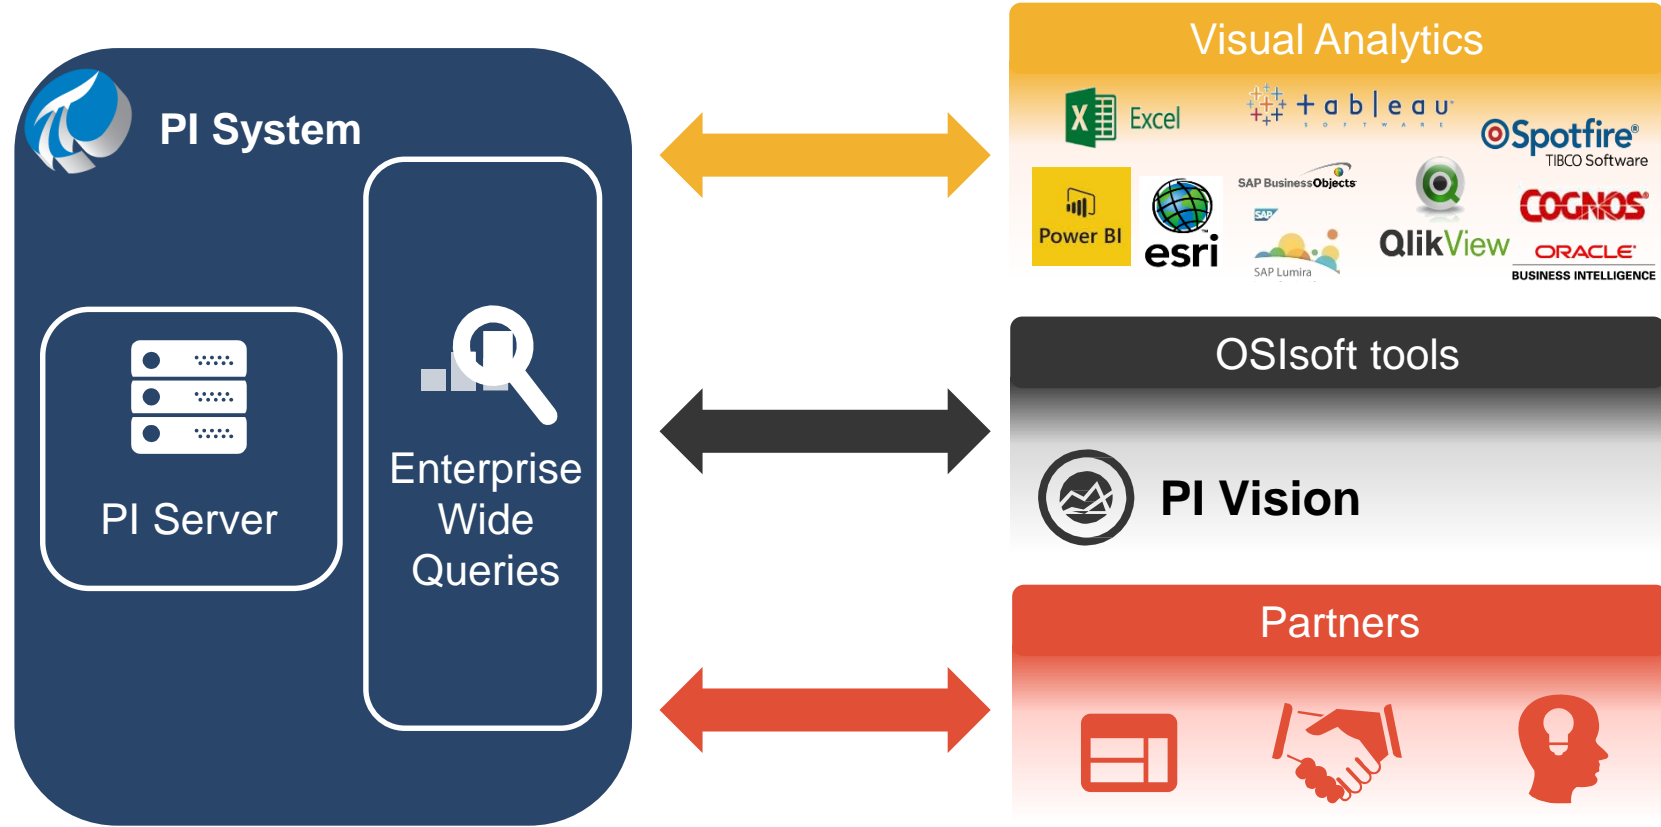 PI System
PI Server
Enterprise
Wide
Queries
Visual Analytics
Excel
+ableau
SOFTWARE
Spotfire®
TIBCO Software
Power BI
esri
SAP BusinessObjects
SAP
SAP Lumira
QlikView
COGNOS®
ORACLE®
BUSINESS INTELLIGENCE
OSIsoft tools
PI Vision
Partners